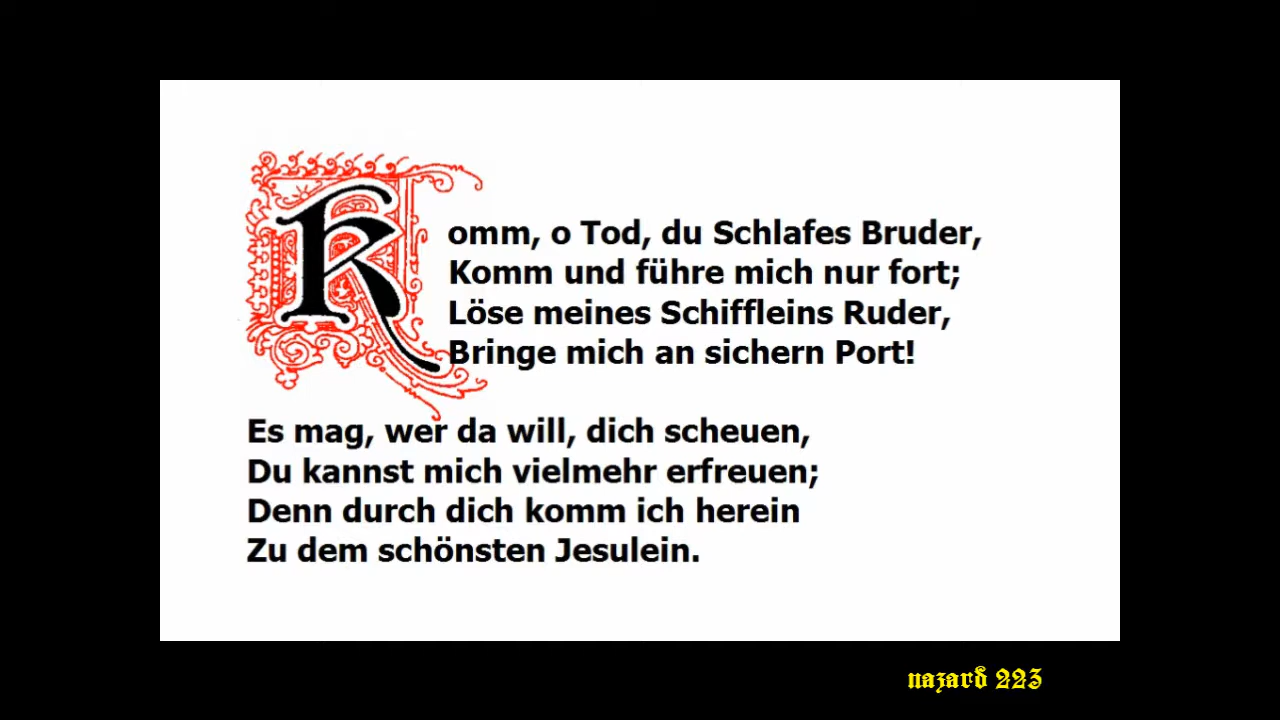 Komm, o Tod, du Schlafes Bruder,
Komm und führe mich nur fort;
Löse meines Schiffleins Ruder,
Bringe mich an sichern Port!
Es mag, wer da will, dich scheuen,
Du kannst mich vielmehr erfreuen;
Denn durch dich komm ich herein
Zu dem schönsten Jesulein.
nazard 223